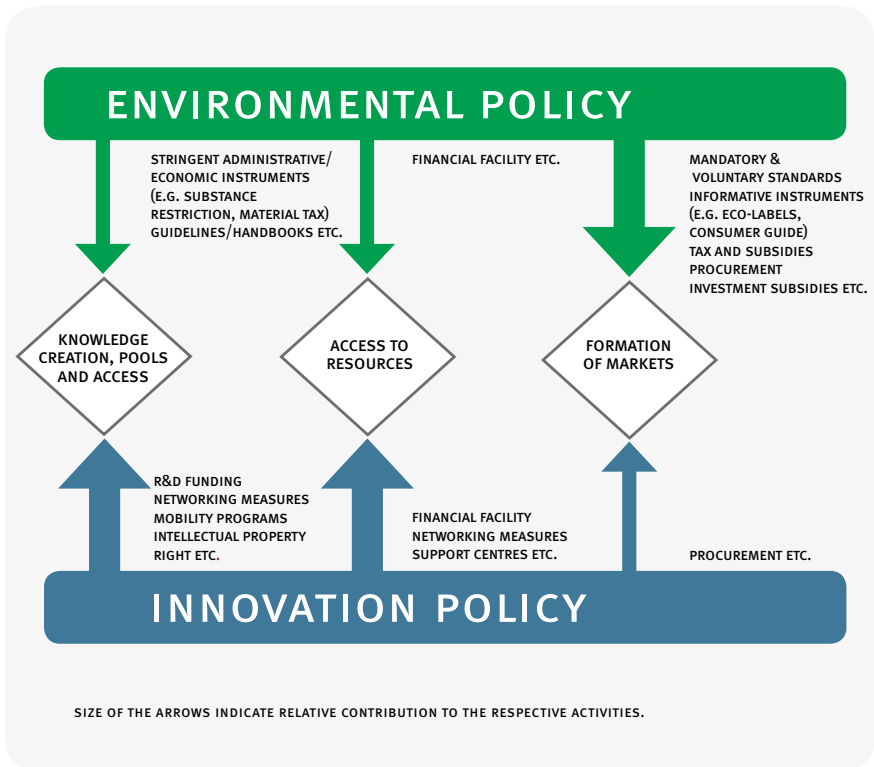 ENVIRONMENTAL POLICY
STRINGENT ADMINISTRATIVE/
ECONOMIC INSTRUMENTS
(E.G. SUBSTANCE
RESTRICTION, MATERIAL TAX)
GUIDELINES/HANDBOOKS ETC.
FINANCIAL FACILITY ETC.
MANDATORY &
VOLUNTARY STANDARDS
INFORMATIVE INSTRUMENTS
(E.G. ECO-LABELS,
CONSUMER GUIDE)
TAX AND SUBSIDIES
PROCUREMENT
INVESTMENT SUBSIDIES ETC.
KNOWLEDGE
CREATION, POOLS
AND ACCESS
ACCESS TO
RESOURCES
FORMATION
OF MARKETS
R&D FUNDING
NETWORKING MEASURES
MOBILITY PROGRAMS
INTELLECTUAL PROPERTY
RIGHT ETC.
FINANCIAL FACILITY
NETWORKING MEASURES
SUPPORT CENTRES ETC.
PROCUREMENT ETC.
INNOVATION POLICY
SIZE OF THE ARROWS INDICATE RELATIVE CONTRIBUTION TO THE RESPECTIVE ACTIVITIES.